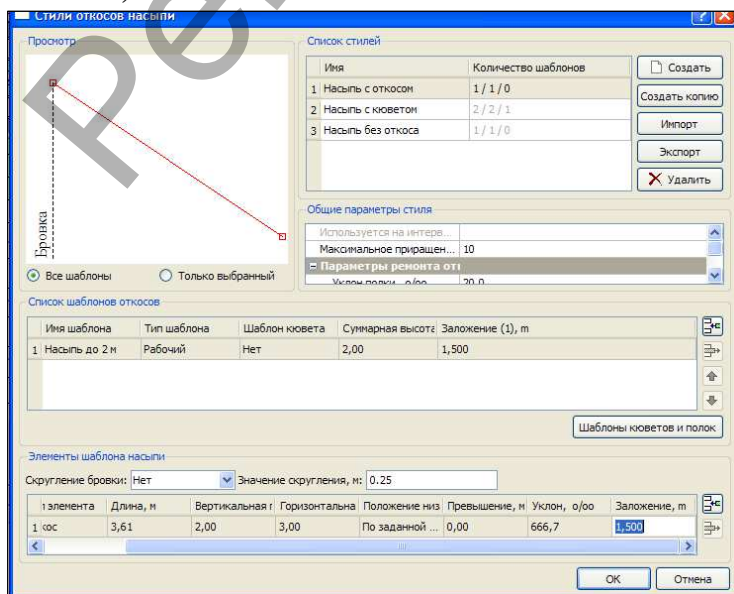 Стили откосов насыпи
Просмотр
Бровка
Все шаблоны
Только выбранный
Список стилей
Имя Количество шаблонов
1 Насыпь с откосом 1 / 1 / 0
2 Насыпь с кюветом 2 / 2 / 1
3 Насыпь без откоса 1 / 1 / 0
Создать
Создать копию
Импорт
Экспорт
Удалить
Общие параметры стиля
Используется на интерв...
Максимальное приращен... 10
Параметры ремонта отк
Уклон полки, о/оо 20,0
Список шаблонов откосов
Имя шаблона Тип шаблона Шаблон кювета Суммарная высота Заложение (1), m
1 Насыпь до 2 м Рабочий Нет 2,00 1,500
Шаблоны кюветов и полок
Элементы шаблона насыпи
Скругление бровки: Нет Значение скругления, м: 0.25
элемента Длина, м Вертикальная Горизонтальна Положение низ Превышение, м Уклон, о/оо Заложение, m
1 кос 3,61 2,00 3,00 По заданной ... 0,00 666,7 1,500
OK Отмена